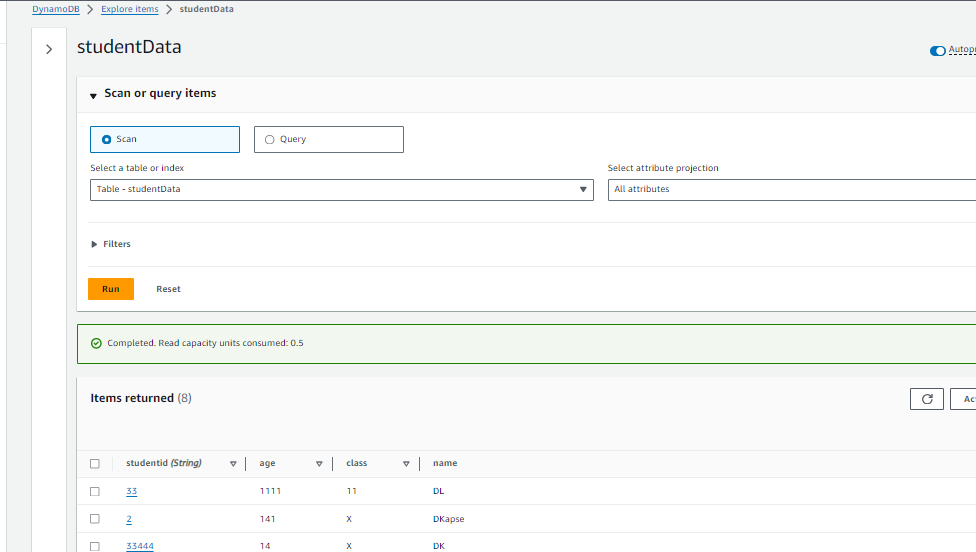 DynamoDB > Explore items > studentData
studentData
Scan or query items
Scan
Query
Select a table or index
Select attribute projection
Table - studentData
All attributes
Filters
Run
Reset
Completed. Read capacity units consumed: 0.5
Items returned (8)
studentid (String) age class name
33 1111 11 DL
2 141 X DKapse
33444 14 X DK